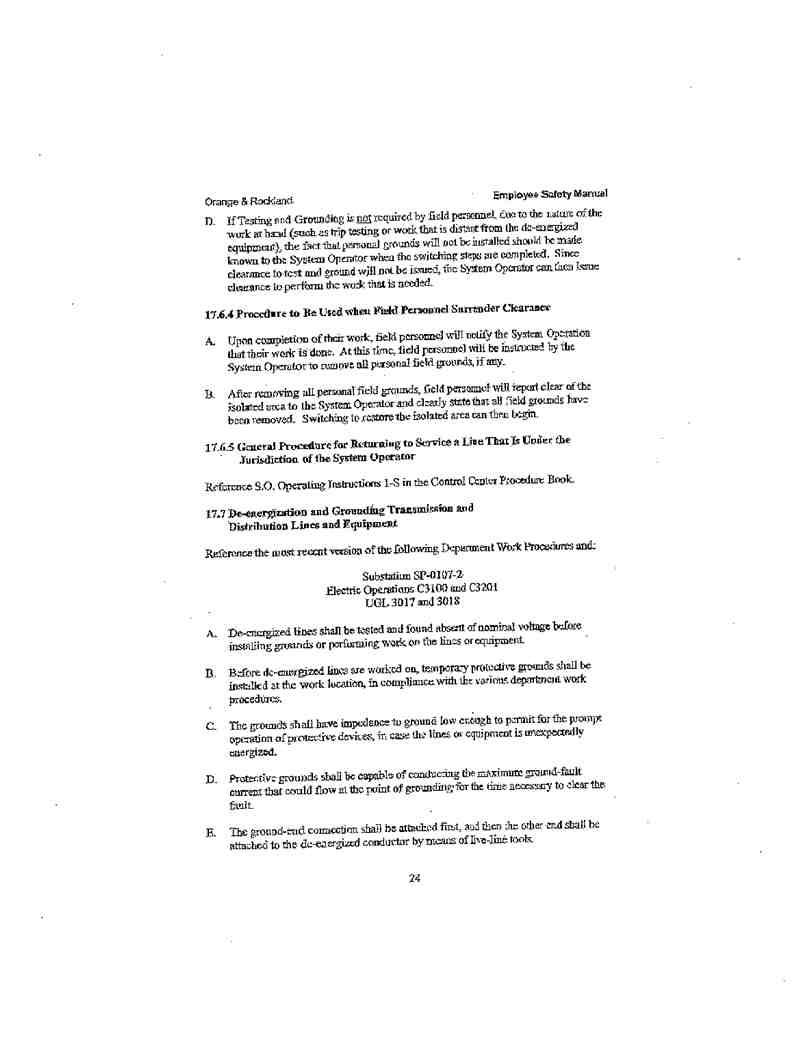 Orange & Rockland
Employee Safety Manual
D. If Testing and Grounding is not required by field personnel, due to the nature of the
work at hand (such as trip testing or work that is distant from the de-energized
equipment), the fact that personal grounds will not be installed should be made
known to the System Operator when the switching steps are completed. Since
clearance to test and ground will not be issued, the System Operator can then issue
clearance to perform the work that is needed.
17.6.4 Procedure to Be Used when Field Personnel Surrender Clearance
A. Upon completion of their work, field personnel will notify the System Operation
that their work is done. At this time, field personnel will be instructed by the
System Operator to remove all personal field grounds, if any.
B. After removing all personal field grounds, field personnel will report clear of the
isolated area to the System Operator and clearly state that all field grounds have
been removed. Switching to restore the isolated area can then begin.
17.6.5 General Procedure for Returning to Service a Line That Is Under the
Jurisdiction of the System Operator
Reference S.O. Operating Instructions 1-S in the Control Center Procedure Book.
17.7 De-energization and Grounding Transmission and
Distribution Lines and Equipment
Reference the most recent version of the following Department Work Procedures and:
Substation SP-0107-2
Electric Operations C3100 and C3201
UGL 3017 and 3018
A. De-energized lines shall be tested and found absent of nominal voltage before
installing grounds or performing work on the lines or equipment.
B. Before de-energized lines are worked on, temporary protective grounds shall be
installed at the work location, in compliance with the various department work
procedures.
C. The grounds shall have impedence to ground low enough to permit for the prompt
operation of protective devices, in case the lines or equipment is unexpectedly
energized.
D. Protective grounds shall be capable of conducting the maximum ground-fault
current that could flow at the point of grounding for the time necessary to clear the
fault.
E. The ground-end connection shall be attached first, and then the other end shall be
attached to the de-energized conductor by means of live-line tools.
24